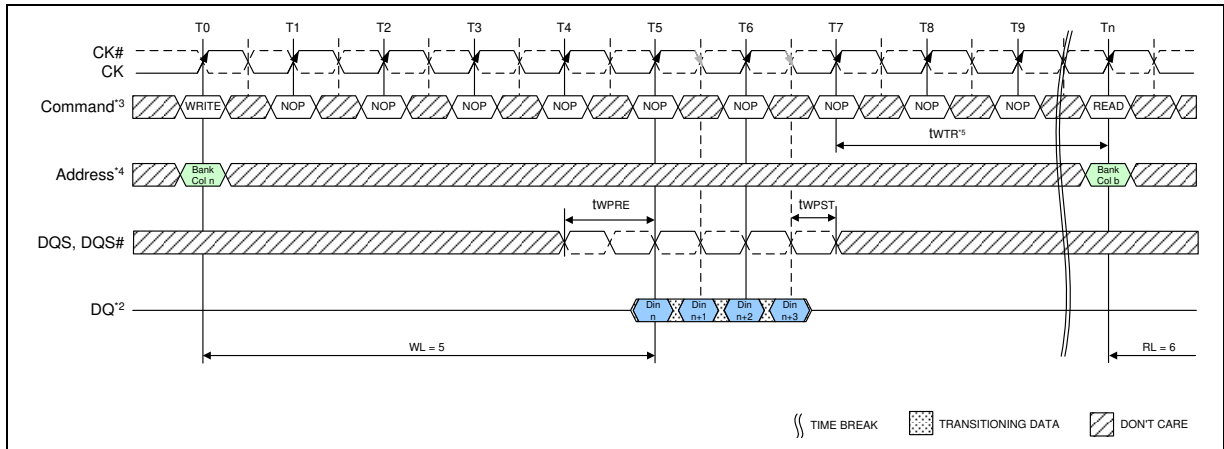 T0 T1 T2 T3 T4 T5 T6 T7 T8 T9 Tn
CK#
CK
Command*3 WRITE NOP NOP NOP NOP NOP NOP NOP NOP NOP READ
tWTR*5
Address*4 Bank Col n Bank Col b
tWPRE tWPST
DQS, DQS#
DQ*2 Din n Din n+1 Din n+2 Din n+3
WL = 5 RL = 6
TIME BREAK TRANSITIONING DATA DON'T CARE